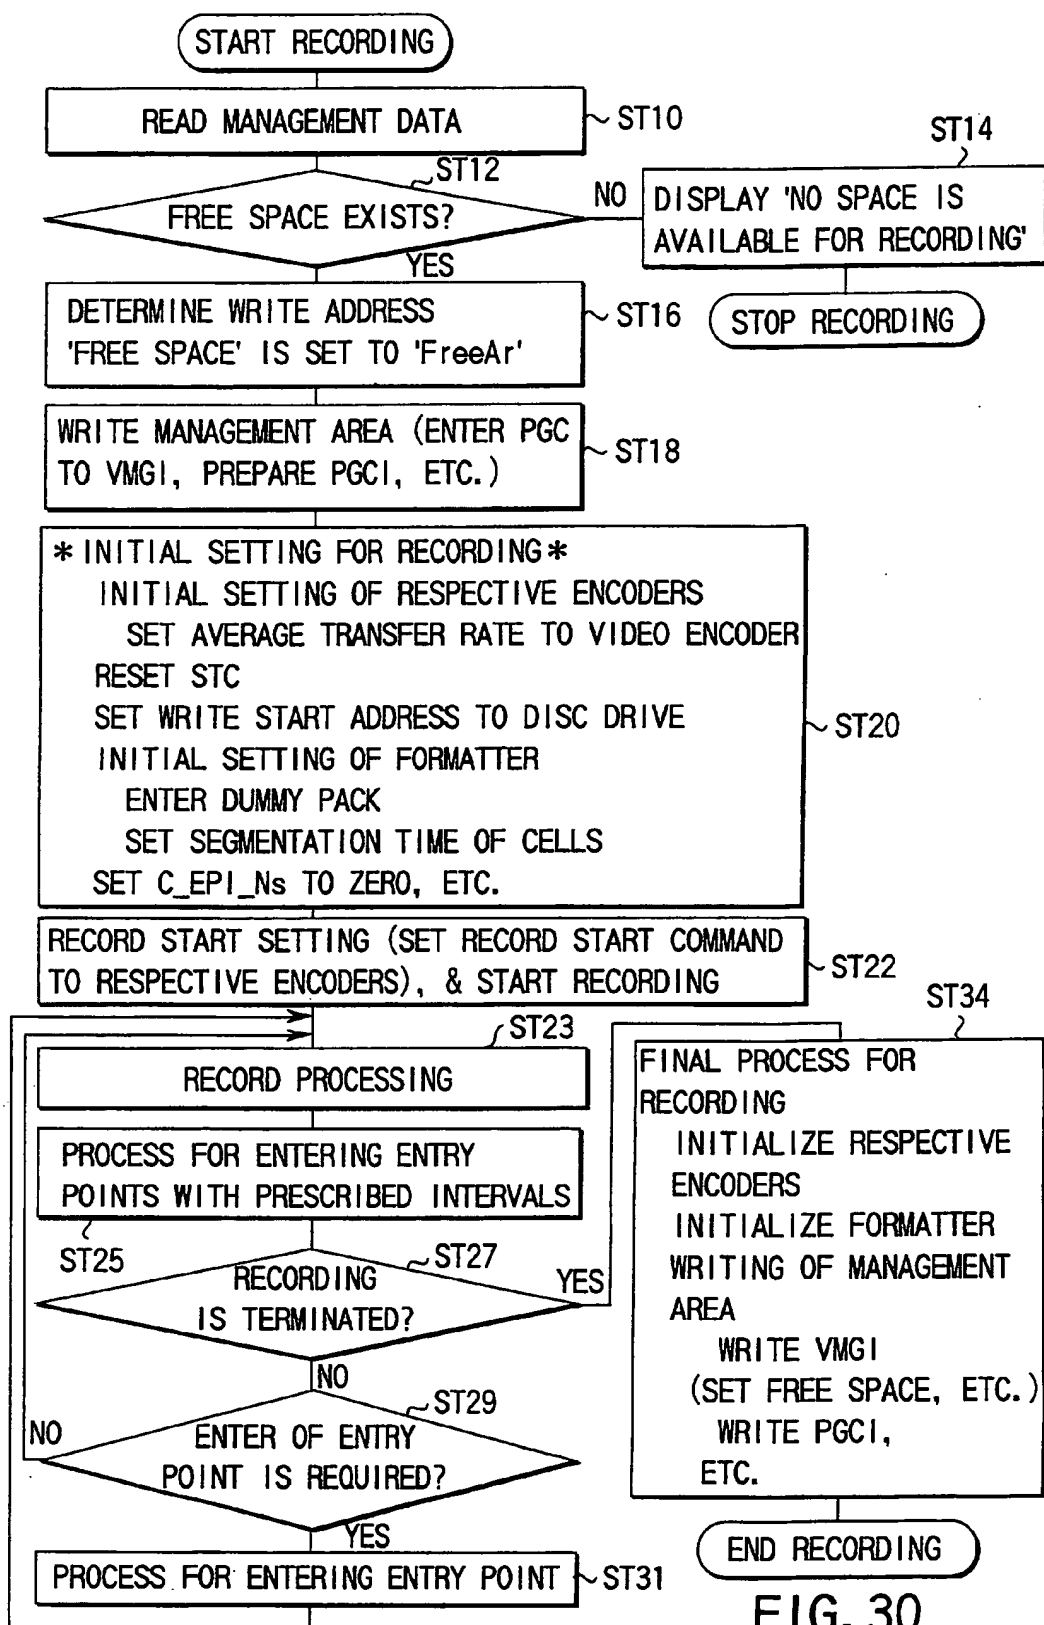 START RECORDING
READ MANAGEMENT DATA
ST10
ST12
FREE SPACE EXISTS?
NO
YES
ST14
DISPLAY 'NO SPACE IS
AVAILABLE FOR RECORDING'
STOP RECORDING
DETERMINE WRITE ADDRESS
'FREE SPACE' IS SET TO 'FreeAr'
ST16
WRITE MANAGEMENT AREA (ENTER PGC
TO VMGI, PREPARE PGCI, ETC.)
ST18
* INITIAL SETTING FOR RECORDING *
INITIAL SETTING OF RESPECTIVE ENCODERS
SET AVERAGE TRANSFER RATE TO VIDEO ENCODER
RESET STC
SET WRITE START ADDRESS TO DISC DRIVE
INITIAL SETTING OF FORMATTER
ENTER DUMMY PACK
SET SEGMENTATION TIME OF CELLS
SET C_EPI_Ns TO ZERO, ETC.
ST20
RECORD START SETTING (SET RECORD START COMMAND
TO RESPECTIVE ENCODERS), & START RECORDING
ST22
ST23
RECORD PROCESSING
PROCESS FOR ENTERING ENTRY
POINTS WITH PRESCRIBED INTERVALS
ST25
ST27
RECORDING
IS TERMINATED?
YES
NO
ST29
ENTER OF ENTRY
POINT IS REQUIRED?
NO
YES
PROCESS FOR ENTERING ENTRY POINT
ST31
ST34
FINAL PROCESS FOR
RECORDING
INITIALIZE RESPECTIVE
ENCODERS
INITIALIZE FORMATTER
WRITING OF MANAGEMENT
AREA
WRITE VMGI
(SET FREE SPACE, ETC.)
WRITE PGCI,
ETC.
END RECORDING
FIG. 30